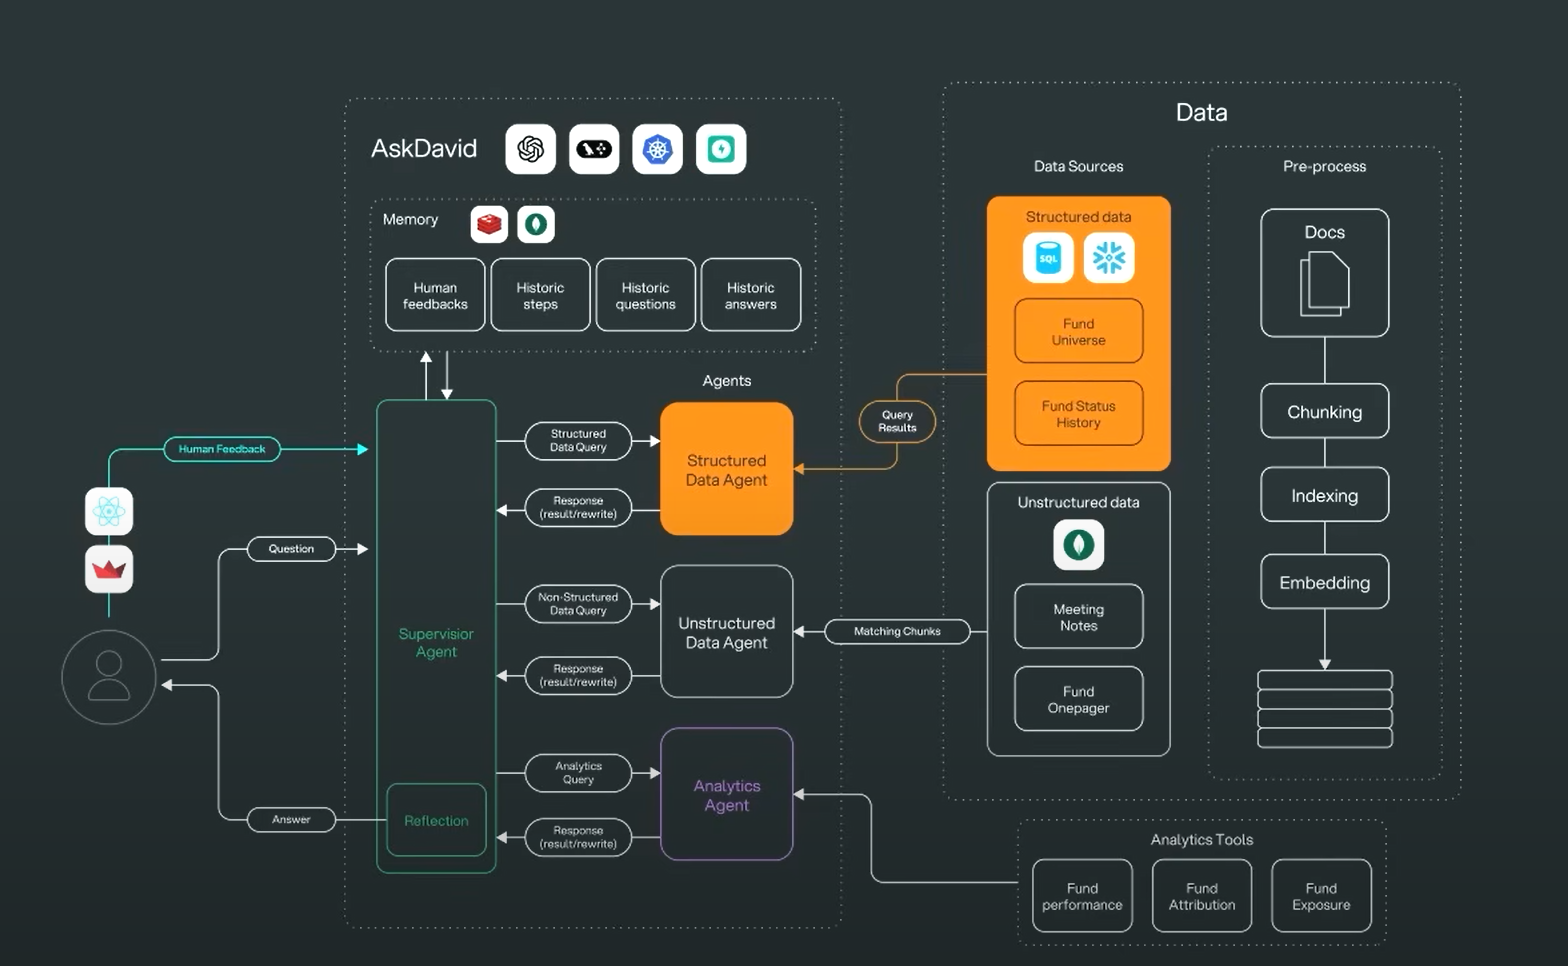 Data
AskDavid
Data Sources
Pre-process
Memory
Structured data
SQL
Docs
Human
feedbacks
Historic
steps
Historic
questions
Historic
answers
Fund
Universe
Agents
Fund Status
History
Query
Results
Chunking
Human Feedback
Structured
Data Query
Structured
Data Agent
Response
(result/rewrite)
Indexing
Unstructured data
Question
Embedding
Non-Structured
Data Query
Unstructured
Data Agent
Matching Chunks
Meeting
Notes
Supervisior
Agent
Response
(result/rewrite)
Fund
Onepager
Analytics
Query
Analytics
Agent
Answer
Reflection
Response
(result/rewrite)
Analytics Tools
Fund
performance
Fund
Attribution
Fund
Exposure